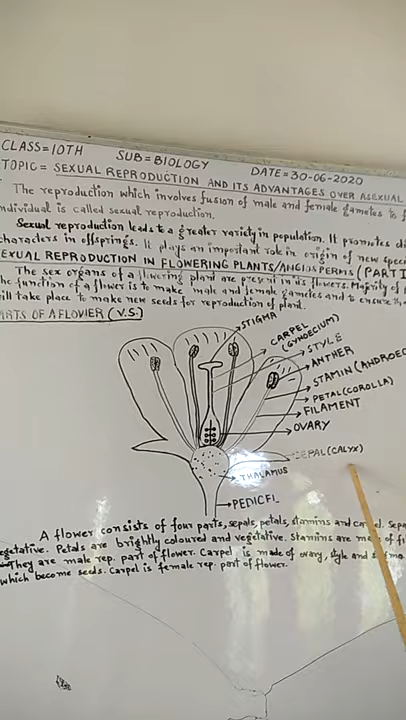 CLASS=10TH SUB=BIOLOGY DATE=30-06-2020
TOPIC= SEXUAL REPRODUCTION AND ITS ADVANTAGES OVER ASEXUAL
The reproduction which involves fusion of male and female gametes to
individual is called sexual reproduction.
Sexual reproduction leads to a greater variety in population. It promotes
characters in offsprings. It plays an important role in origin of new
SEXUAL REPRODUCTION IN FLOWERING PLANTS/ANGIOSPERMS (PART I
The sex organs of a flowering plant are present in its flowers. Majority of
the function of a flower is to make male and female gametes and to ensure
will take place to make new seeds for reproduction of plant.
PARTS OF A FLOWER (V.S.)
STIGMA
CARPEL
(GYNOECIUM)
STYLE
ANTHER
STAMIN (ANDROEC
PETAL (COROLLA)
FILAMENT
OVARY
SEPAL (CALYX)
THALAMUS
PEDICEL
A flower consists of four parts, sepals, petals, stamins and carpel. Sepa
vegetative. Petals are brightly coloured and vegetative. Stamins are made of
They are male rep. part of flower. Carpel is made of ovary, style and
which become seeds. Carpel is female rep. part of flower.